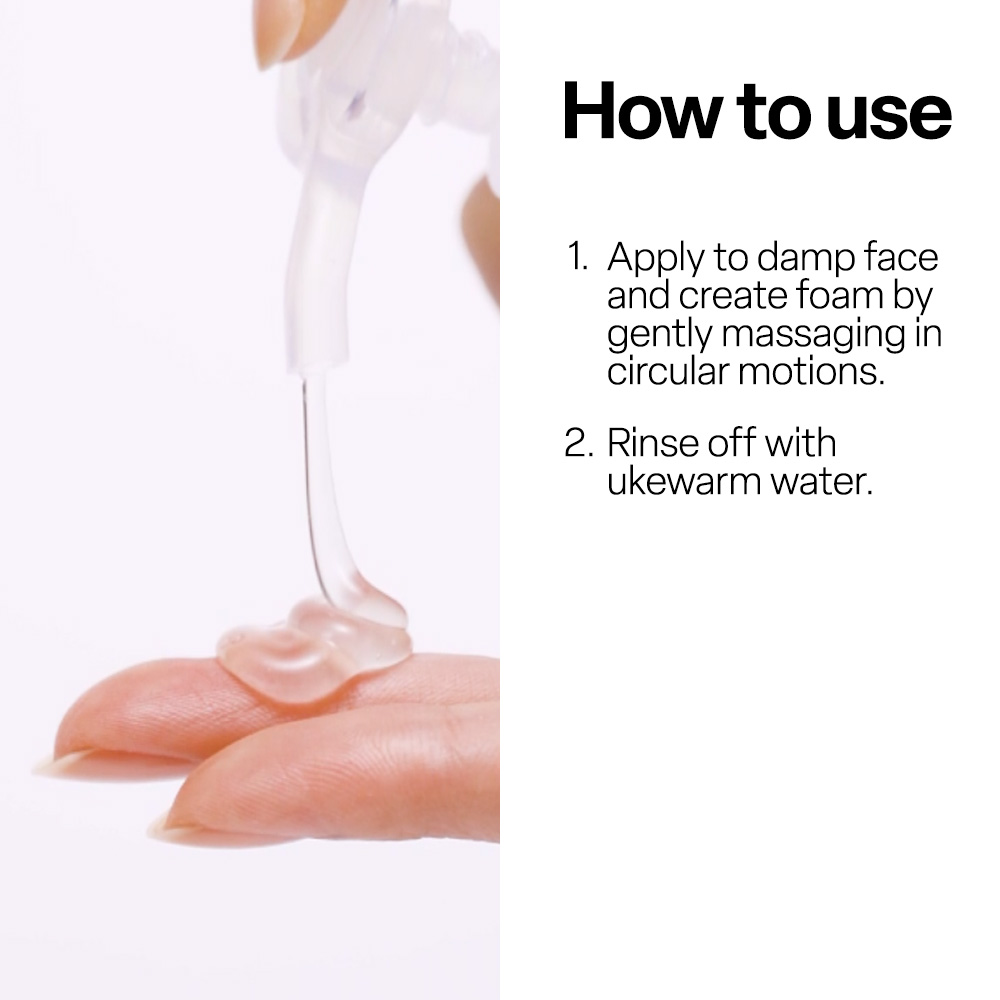 How to use
1. Apply to damp face
and create foam by
gently massaging in
circular motions.
2. Rinse off with
ukewarm water.